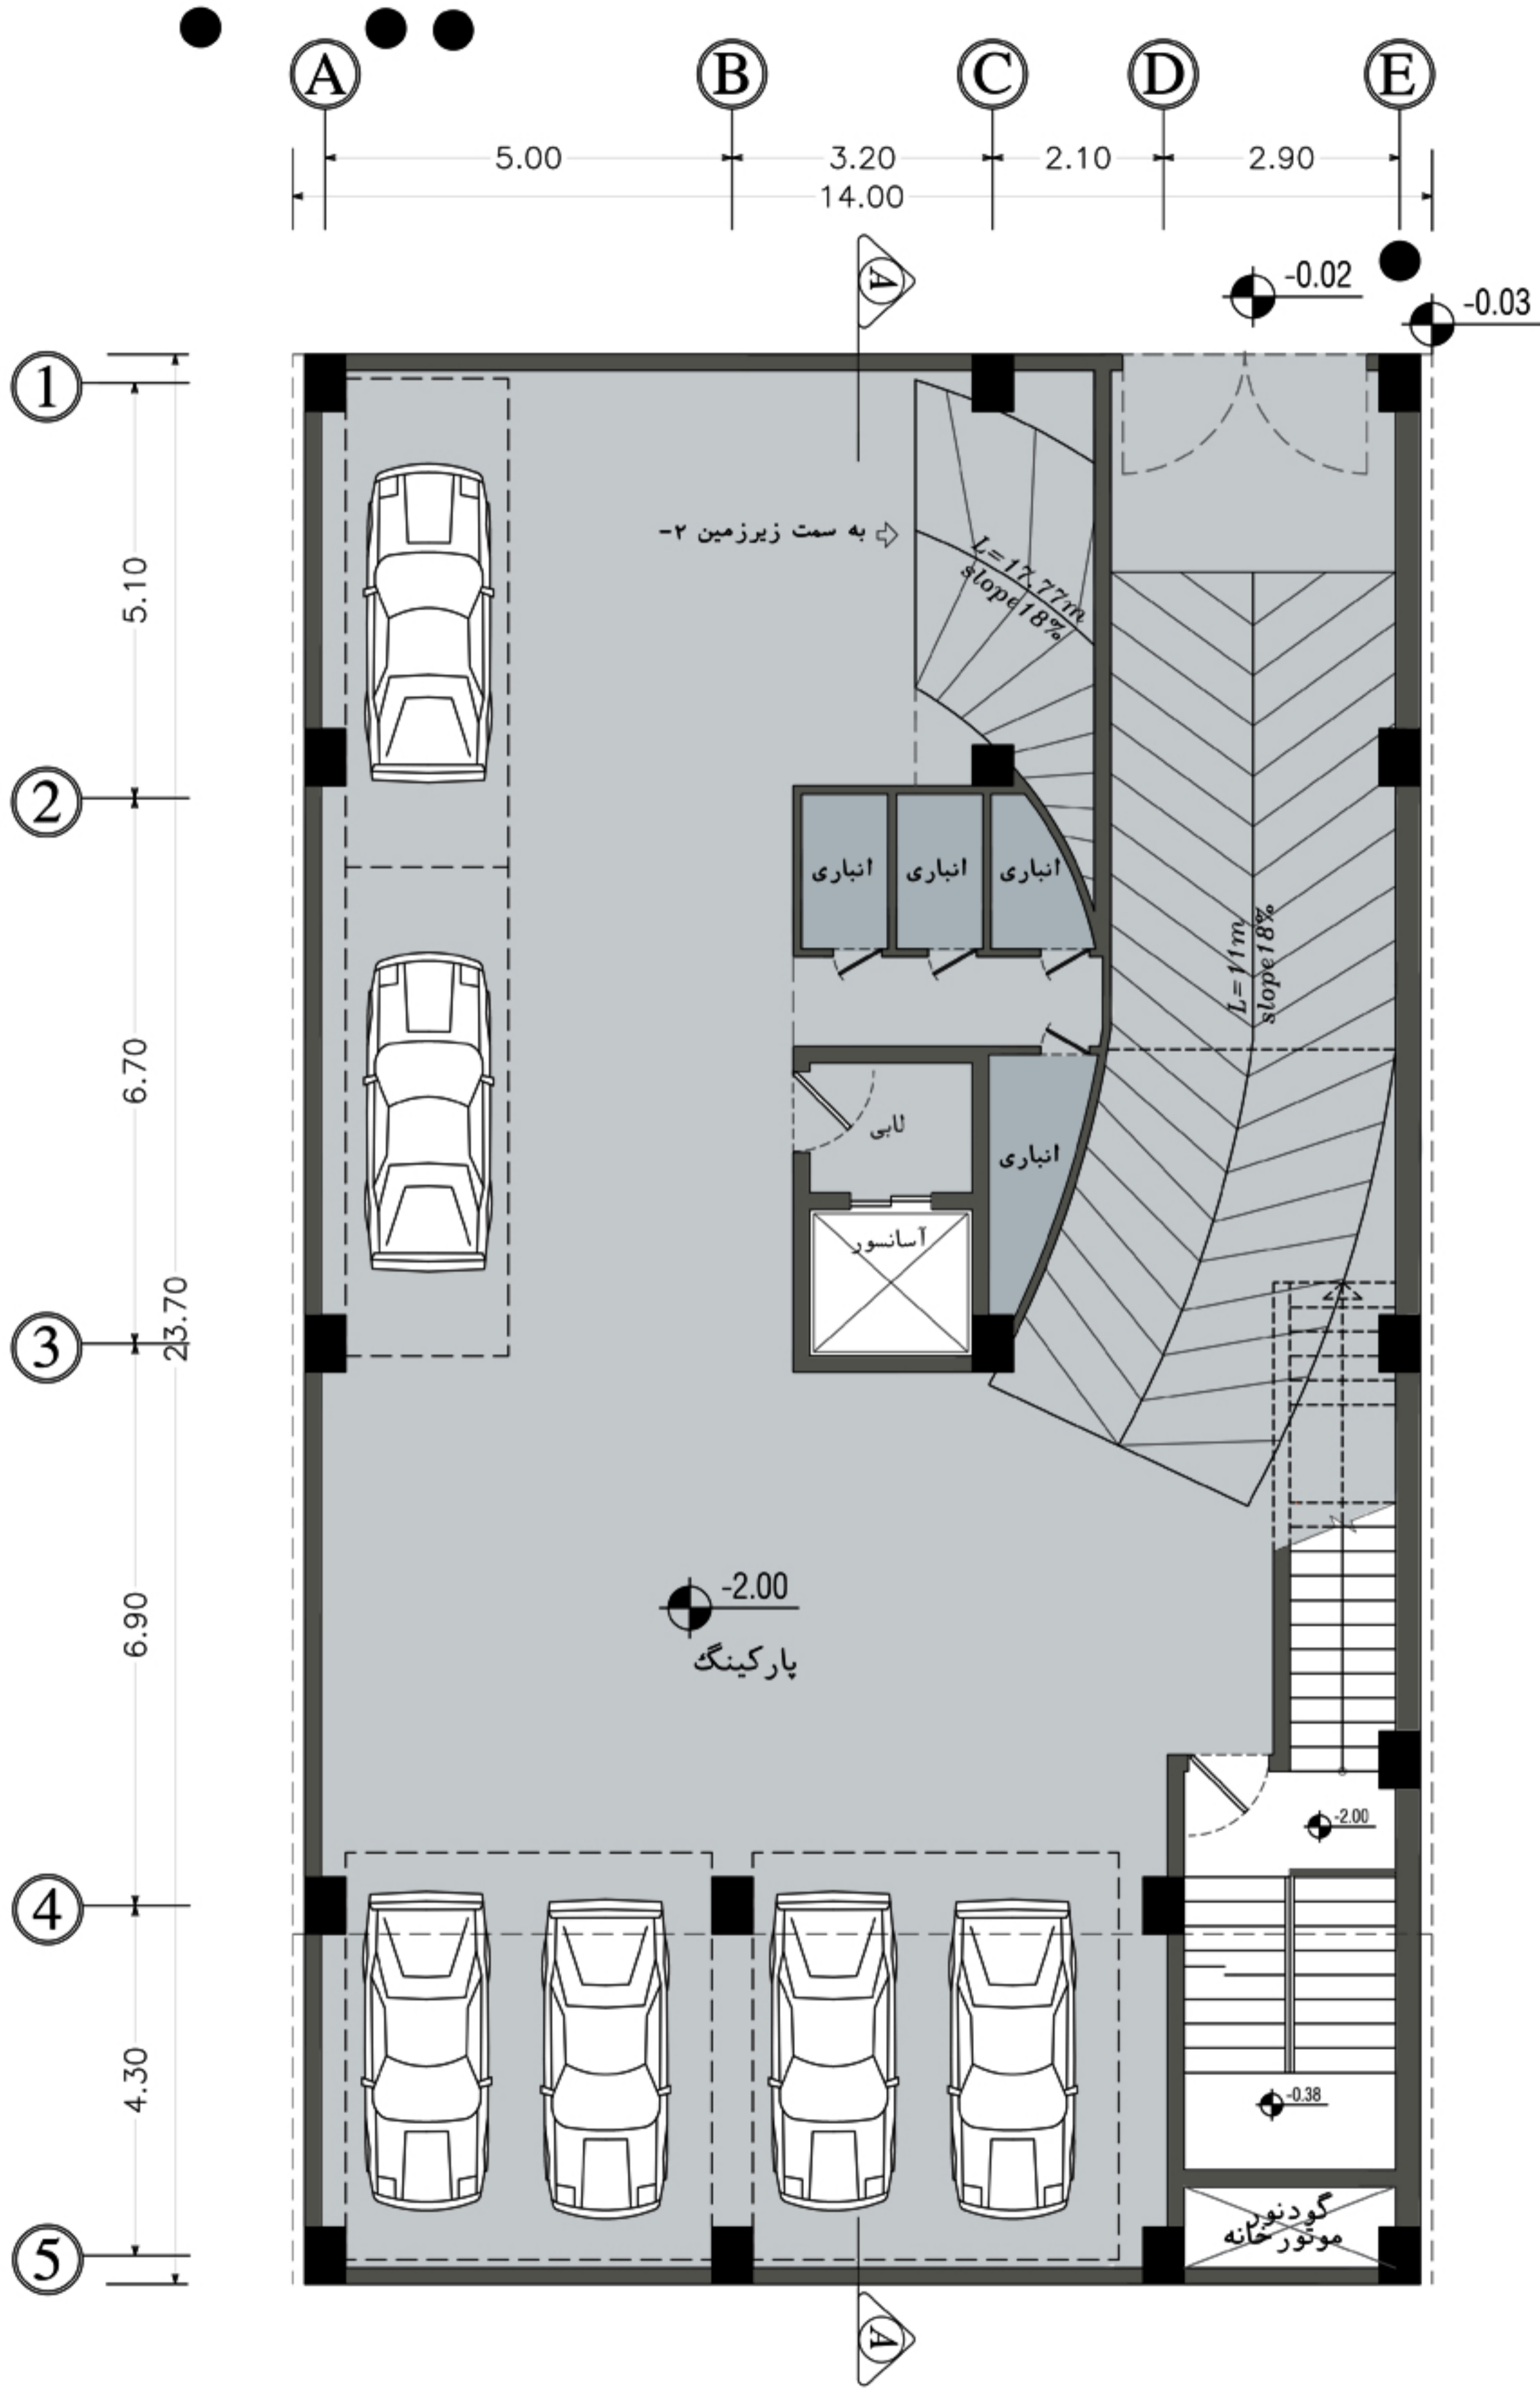 A B C D E
5.00 3.20 2.10 2.90
14.00
A
-0.02
-0.03
1
5.10
به سمت زیرزمین ۲-
L=17.77m
slope18%
2
انباری انباری انباری
L=11m
slope18%
6.70
لابی
انباری
آسانسور
23.70
3
-2.00
پارکینگ
6.90
-2.00
4
4.30
-0.38
گودنور
موتورخانه
5
A